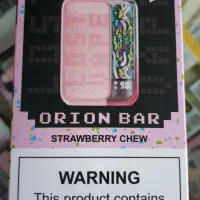 ORION BAR
STRAWBERRY CHEW
WARNING
This product contains